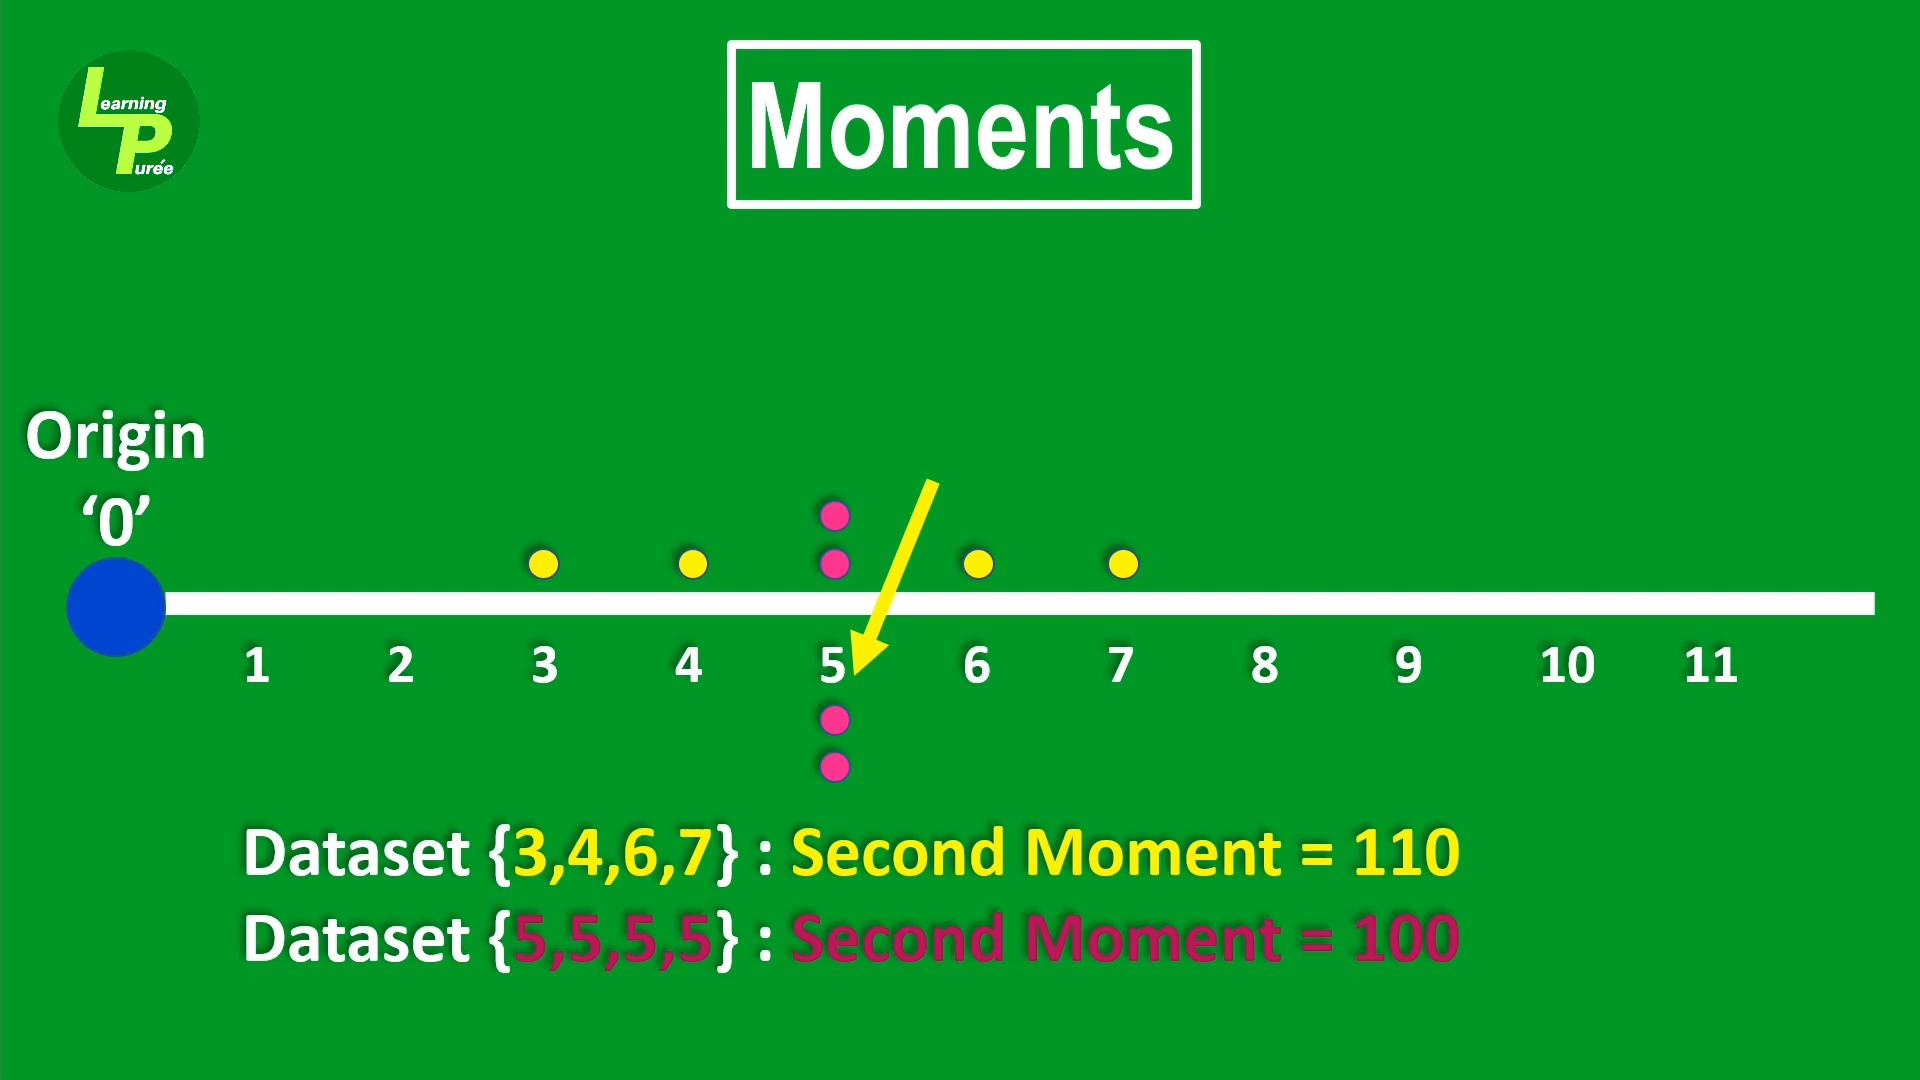 Learning
Purée
Moments
Origin
‘0’
1 2 3 4 5 6 7 8 9 10 11
Dataset {3,4,6,7} : Second Moment = 110
Dataset {5,5,5,5} : Second Moment = 100